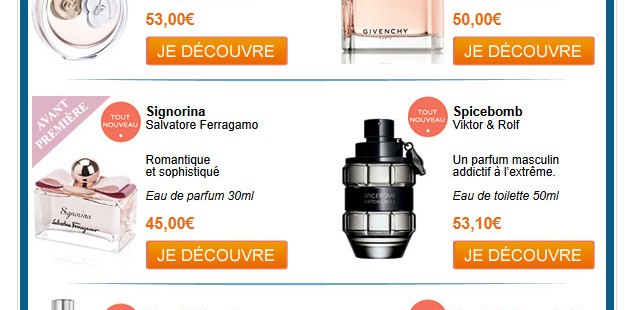 53,00€
JE DÉCOUVRE
GIVENCHY
PARIS
50,00€
JE DÉCOUVRE
AVANT
PREMIÈRE
TOUT
NOUVEAU
Signorina
Salvatore Ferragamo
Romantique
et sophistiqué
Eau de parfum 30ml
45,00€
JE DÉCOUVRE
Signorina
Salvatore Ferragamo
TOUT
NOUVEAU
Spicebomb
Viktor & Rolf
Un parfum masculin
addictif à l'extrême.
Eau de toilette 50ml
53,10€
JE DÉCOUVRE
SPICEBOMB
VIKTOR&ROLF